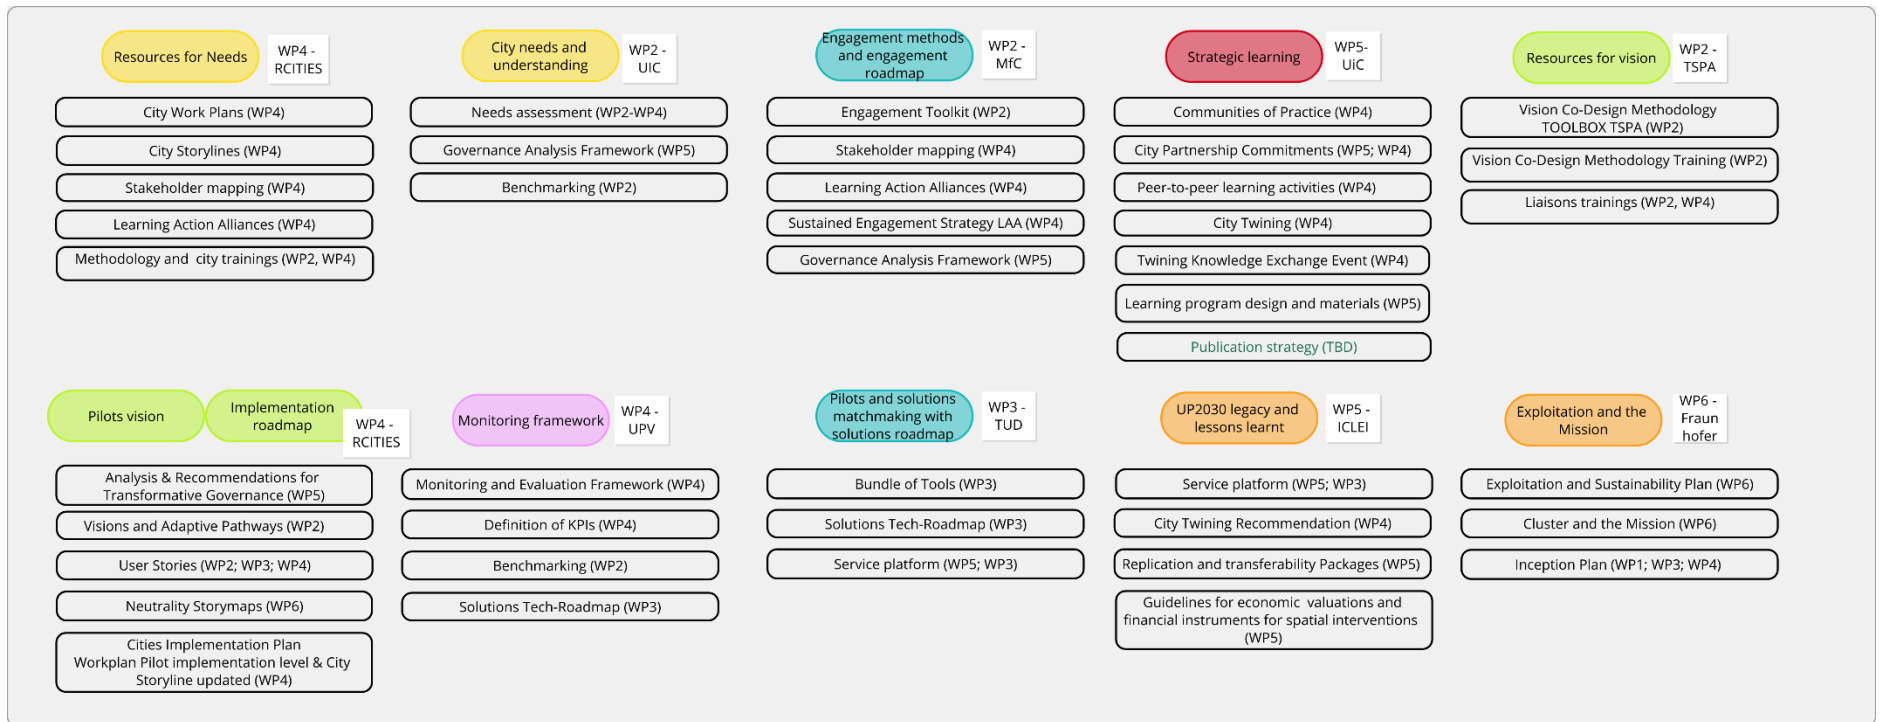 Resources for Needs
WP4 -
RCITIES
City Work Plans (WP4)
City Storylines (WP4)
Stakeholder mapping (WP4)
Learning Action Alliances (WP4)
Methodology and  city trainings (WP2, WP4)
City needs and
understanding
WP2 -
UIC
Needs assessment (WP2-WP4)
Governance Analysis Framework (WP5)
Benchmarking (WP2)
Engagement methods
and engagement
roadmap
WP2 -
MfC
Engagement Toolkit (WP2)
Stakeholder mapping (WP4)
Learning Action Alliances (WP4)
Sustained Engagement Strategy LAA (WP4)
Governance Analysis Framework (WP5)
Strategic learning
WP5-
UiC
Communities of Practice (WP4)
City Partnership Commitments (WP5; WP4)
Peer-to-peer learning activities (WP4)
City Twining (WP4)
Twining Knowledge Exchange Event (WP4)
Learning program design and materials (WP5)
Publication strategy (TBD)
Resources for vision
WP2 -
TSPA
Vision Co-Design Methodology
TOOLBOX TSPA (WP2)
Vision Co-Design Methodology Training (WP2)
Liaisons trainings (WP2, WP4)
Pilots vision
Implementation
roadmap
WP4 -
RCITIES
Analysis & Recommendations for
Transformative Governance (WP5)
Visions and Adaptive Pathways (WP2)
User Stories (WP2; WP3; WP4)
Neutrality Storymaps (WP6)
Cities Implementation Plan
Workplan Pilot implementation level & City
Storyline updated (WP4)
Monitoring framework
WP4 -
UPV
Monitoring and Evaluation Framework (WP4)
Definition of KPIs (WP4)
Benchmarking (WP2)
Solutions Tech-Roadmap (WP3)
Pilots and solutions
matchmaking with
solutions roadmap
WP3 -
TUD
Bundle of Tools (WP3)
Solutions Tech-Roadmap (WP3)
Service platform (WP5; WP3)
UP2030 legacy and
lessons learnt
WP5 -
ICLEI
Service platform (WP5; WP3)
City Twining Recommendation (WP4)
Replication and transferability Packages (WP5)
Guidelines for economic  valuations and
financial instruments for spatial interventions
(WP5)
Exploitation and the
Mission
WP6 -
Fraun
hofer
Exploitation and Sustainability Plan (WP6)
Cluster and the Mission (WP6)
Inception Plan (WP1; WP3; WP4)